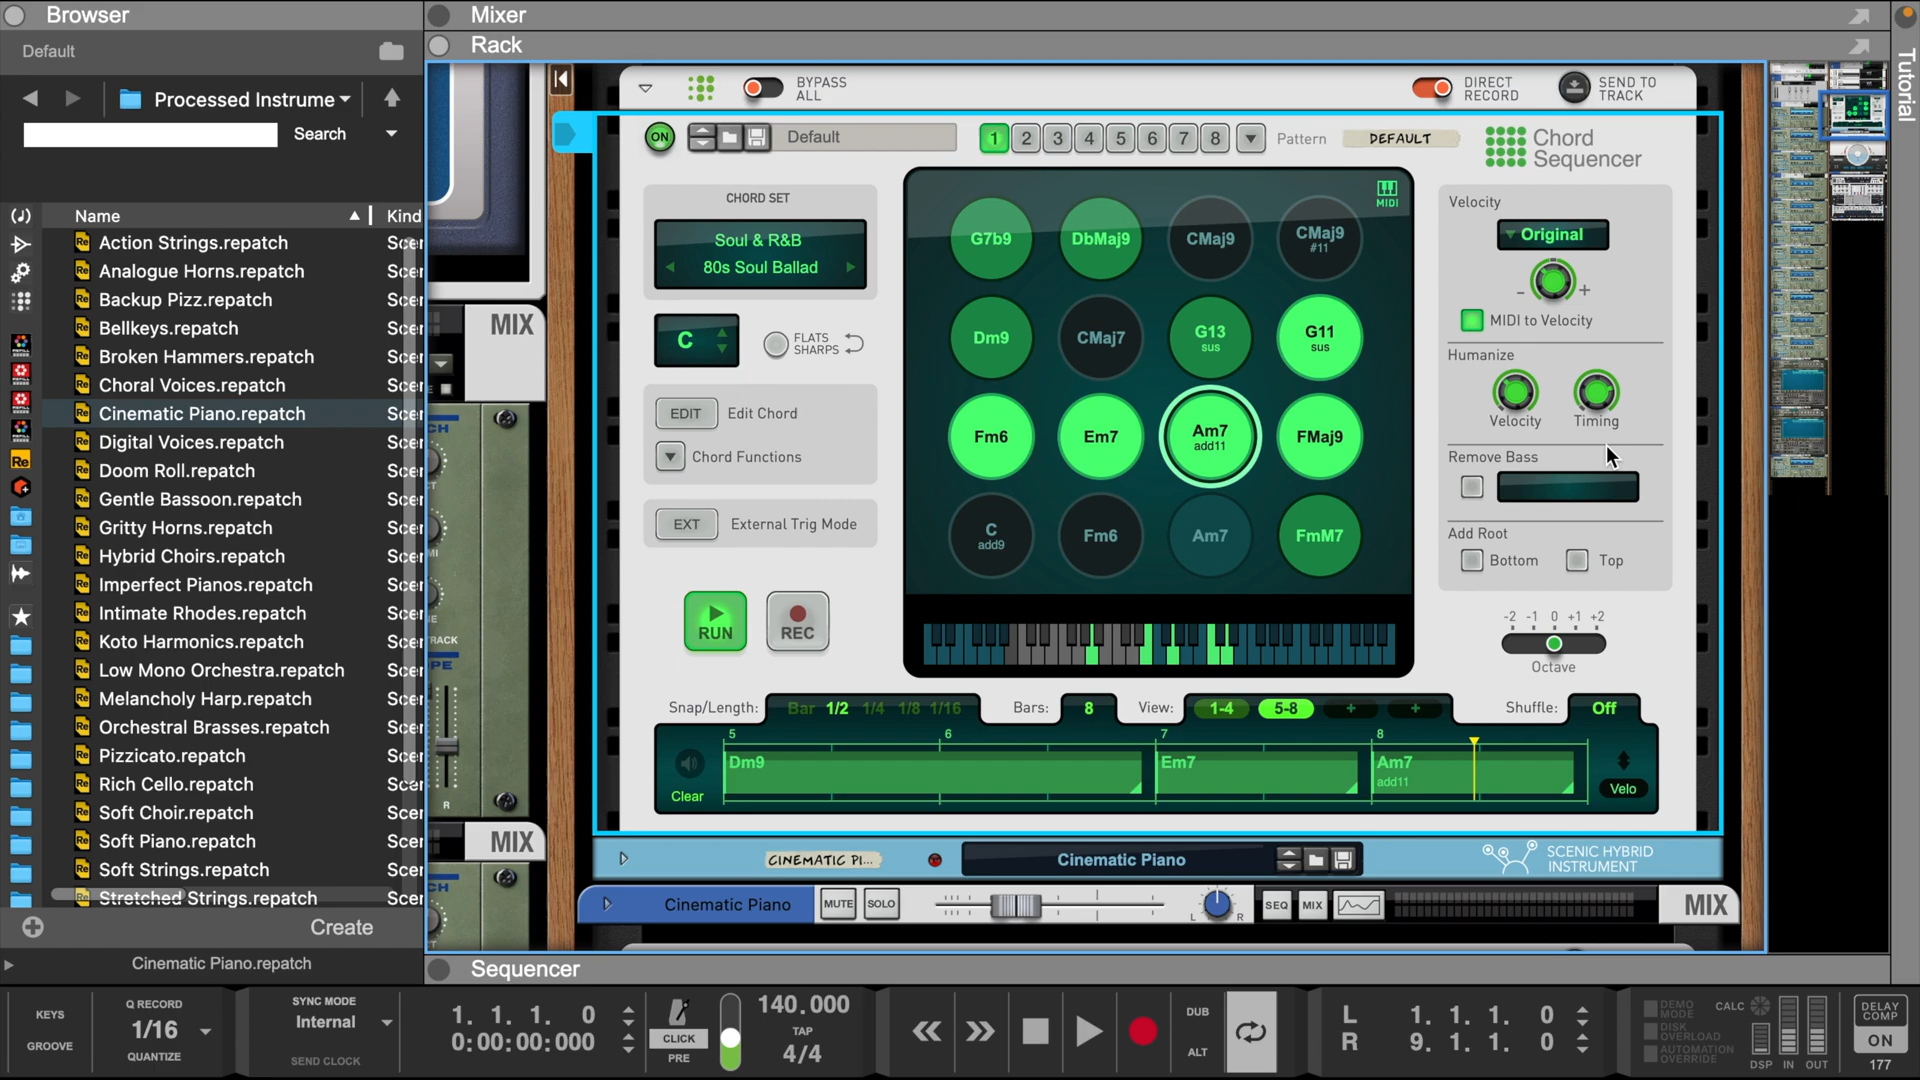 Browser
Default
Processed Instrume
Search
Name
Kind
Action Strings.repatch
Analogue Horns.repatch
Backup Pizz.repatch
Bellkeys.repatch
Broken Hammers.repatch
Choral Voices.repatch
Cinematic Piano.repatch
Digital Voices.repatch
Doom Roll.repatch
Gentle Bassoon.repatch
Gritty Horns.repatch
Hybrid Choirs.repatch
Imperfect Pianos.repatch
Intimate Rhodes.repatch
Koto Harmonics.repatch
Low Mono Orchestra.repatch
Melancholy Harp.repatch
Orchestral Brasses.repatch
Pizzicato.repatch
Rich Cello.repatch
Soft Choir.repatch
Soft Piano.repatch
Soft Strings.repatch
Stretched Strings.repatch
Create
Cinematic Piano.repatch
Mixer
Rack
Tutorial
BYPASS
ALL
DIRECT
RECORD
SEND TO
TRACK
ON
Default
1 2 3 4 5 6 7 8
Pattern
DEFAULT
Chord
Sequencer
CHORD SET
Soul & R&B
80s Soul Ballad
C
FLATS
SHARPS
EDIT
Edit Chord
Chord Functions
EXT
External Trig Mode
RUN
REC
MIDI
G7b9
DbMaj9
CMaj9
CMaj9
#11
Dm9
CMaj7
G13
sus
G11
sus
Fm6
Em7
Am7
add11
FMaj9
C
add9
Fm6
Am7
FmM7
Velocity
Original
- +
MIDI to Velocity
Humanize
Velocity
Timing
Remove Bass
Add Root
Bottom
Top
-2 -1 0 +1 +2
Octave
Snap/Length:
Bar 1/2 1/4 1/8 1/16
Bars:
8
View:
1-4 5-8 + +
Shuffle:
Off
5 6 7 8
Dm9
Em7
Am7
add11
Clear
Velo
MIX
MIX
R
CINEMATIC PI...
Cinematic Piano
SCENIC HYBRID
INSTRUMENT
Cinematic Piano
MUTE
SOLO
L R
SEQ
MIX
MIX
Sequencer
KEYS
GROOVE
Q RECORD
1/16
QUANTIZE
SYNC MODE
Internal
SEND CLOCK
1. 1. 1. 0
0:00:00:000
CLICK
PRE
140.000
TAP
4/4
DUB
ALT
L 1. 1. 1. 0
R 9. 1. 1. 0
DEMO
MODE
DISK
OVERLOAD
AUTOMATION
OVERRIDE
CALC
DSP IN OUT
DELAY
COMP
ON
177